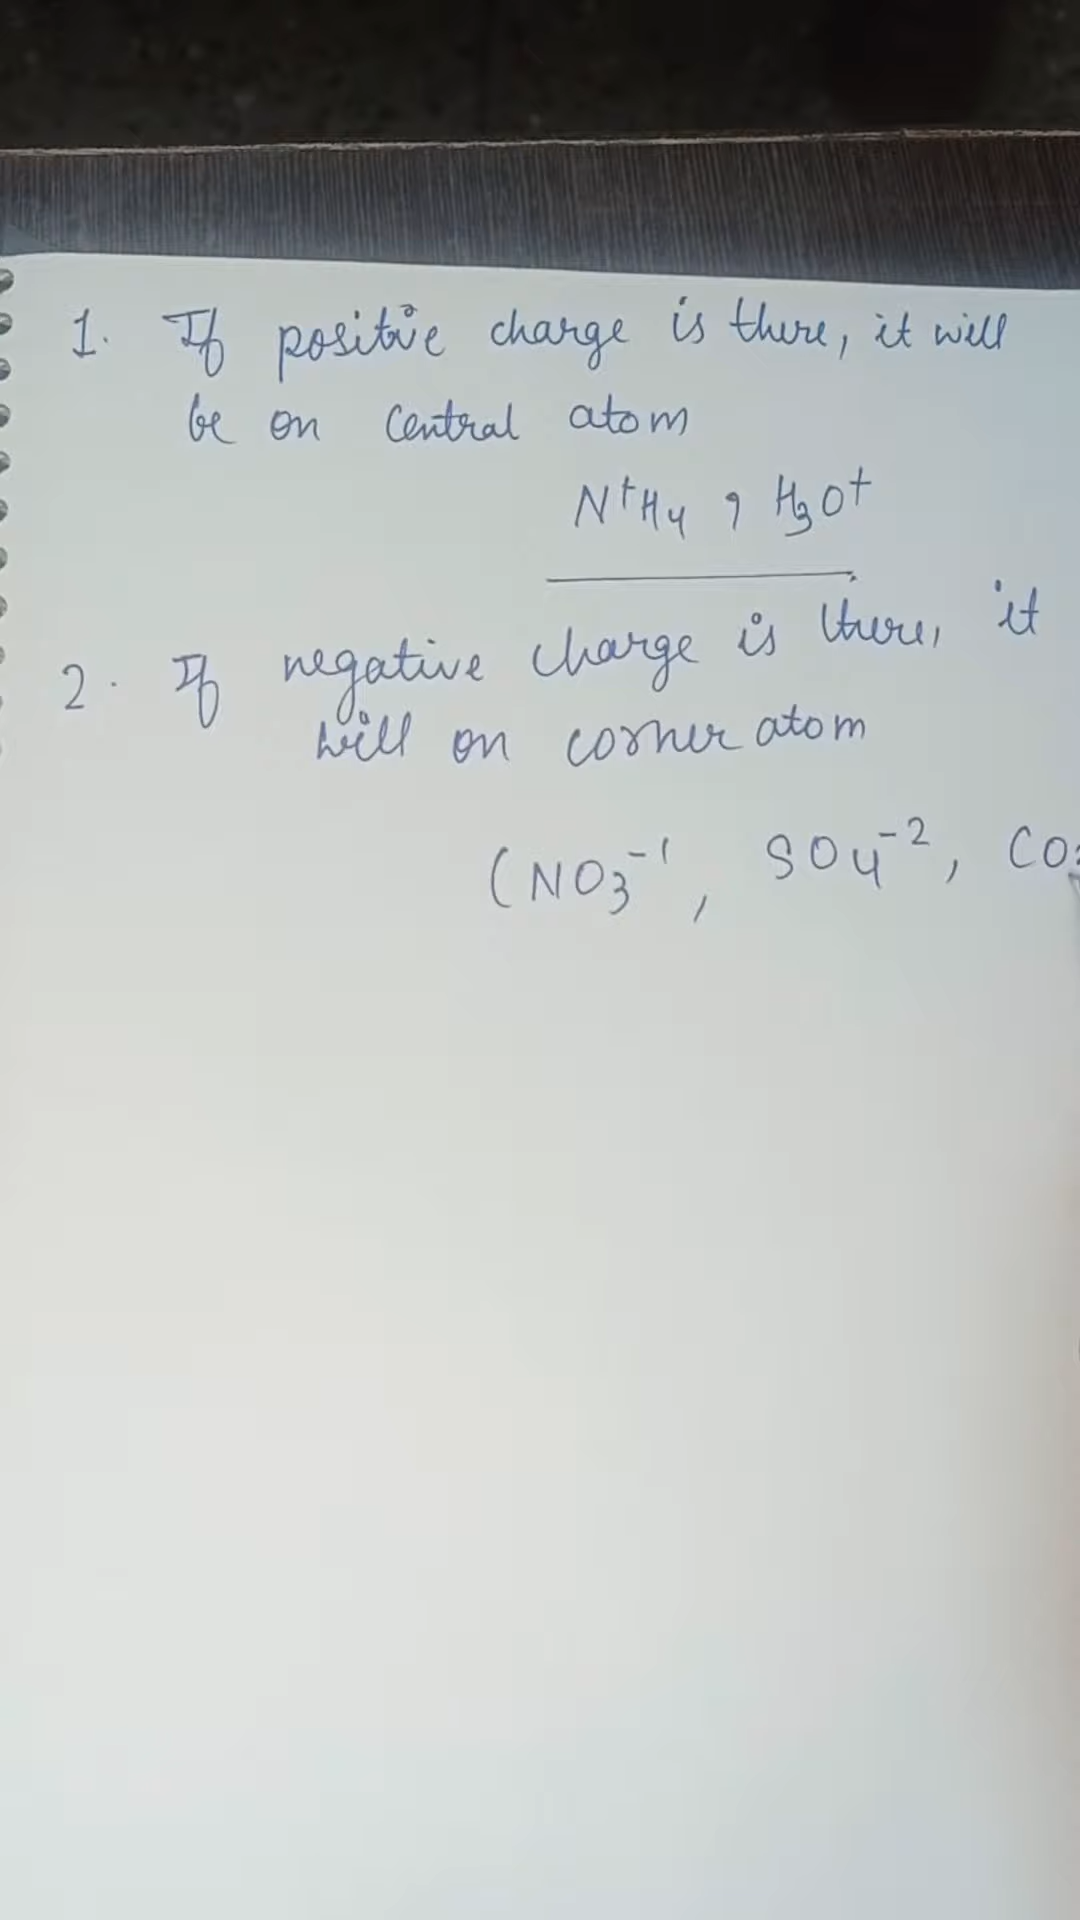 1. If positive charge is there, it will
be on Central atom
N⁺H₄ , H₃O⁺
2. If negative charge is there, it
will on corner atom
(NO₃⁻¹, SO₄⁻², CO